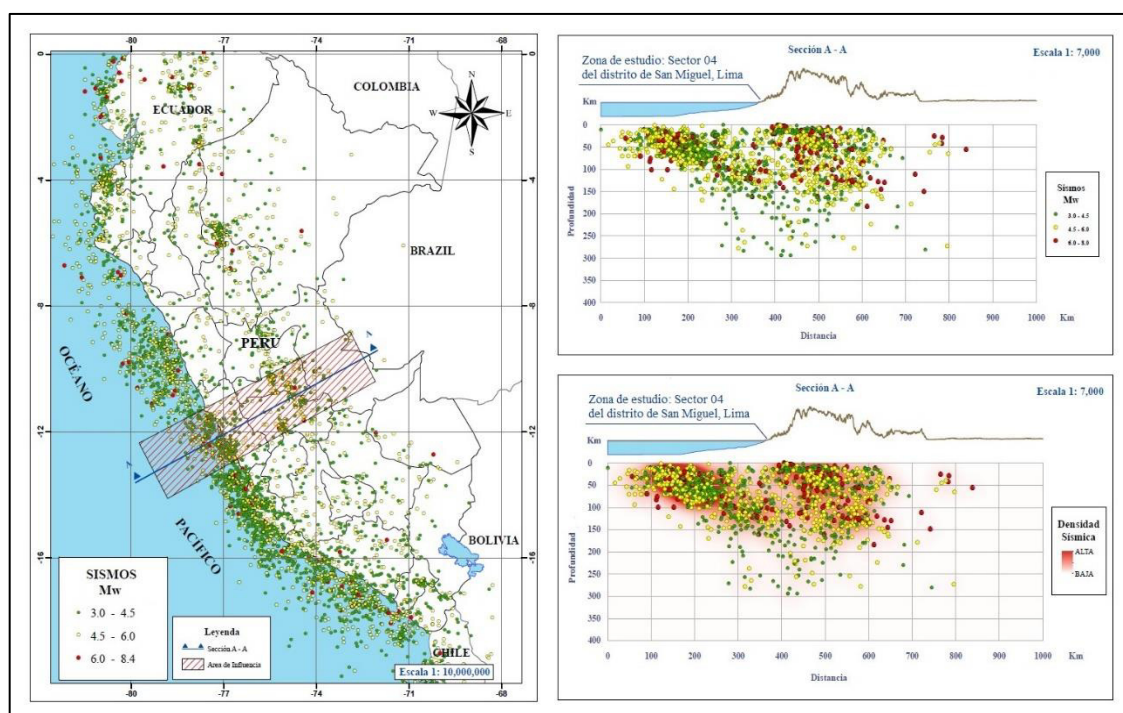 -80
-77
-74
-71
-68
0
-4
-8
-12
-16
0
-4
-8
-12
-16
COLOMBIA
ECUADOR
N
W
E
S
BRAZIL
PERU
A
A
OCÉANO
PACÍFICO
BOLIVIA
CHILE
SISMOS
Mw
3.0 - 4.5
4.5 - 6.0
6.0 - 8.4
Leyenda
Sección A - A
Area de Influencia
Escala 1: 10,000,000
-80
-77
-74
-71
-68
Sección A - A
Escala 1: 7,000
Zona de estudio: Sector 04
del distrito de San Miguel, Lima
Km
0
50
100
150
200
250
300
350
400
Profundidad
0 100 200 300 400 500 600 700 800 900 1000
Km
Distancia
Sísmos
Mw
3.0 - 4.5
4.5 - 6.0
6.0 - 8.0
Sección A - A
Escala 1: 7,000
Zona de estudio: Sector 04
del distrito de San Miguel, Lima
Km
0
50
100
150
200
250
300
350
400
Profundidad
0 100 200 300 400 500 600 700 800 900 1000
Km
Distancia
Densidad
Sísmica
ALTA
BAJA